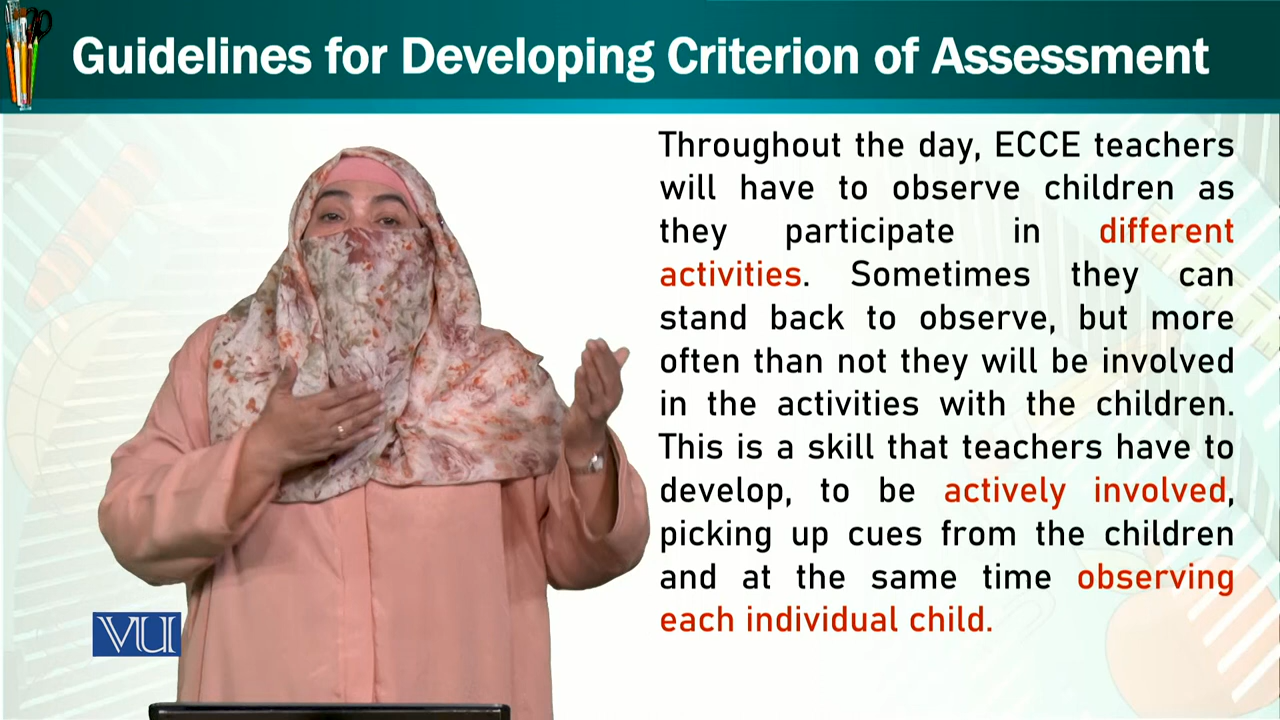 Guidelines for Developing Criterion of Assessment
Throughout the day, ECCE teachers
will have to observe children as
they participate in different
activities. Sometimes they can
stand back to observe, but more
often than not they will be involved
in the activities with the children.
This is a skill that teachers have to
develop, to be actively involved,
picking up cues from the children
and at the same time observing
each individual child.
VU